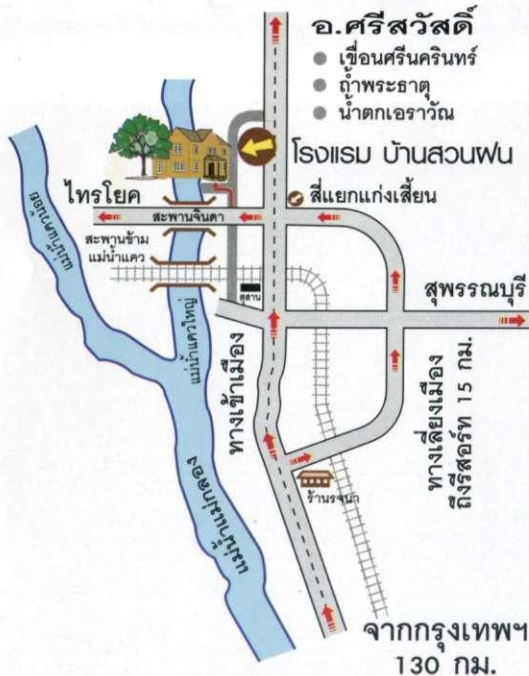 อ.ศรีสวัสดิ์
เขื่อนศรีนครินทร์
ถ้ำพระธาตุ
น้ำตกเอราวัณ
โรงแรม บ้านสวนฝน
ไทรโยค
สี่แยกแก่งเสี้ยน
สะพานจินดา
สะพานข้าม
แม่น้ำแคว
แม่น้ำแควน้อย
สุสาน
สุพรรณบุรี
แม่น้ำแควใหญ่
ทางเข้าเมือง
ทางเลี่ยงเมือง
ถึงรีสอร์ท 15 กม.
แม่น้ำแม่กลอง
ร้านรจนา
จากกรุงเทพฯ
130 กม.